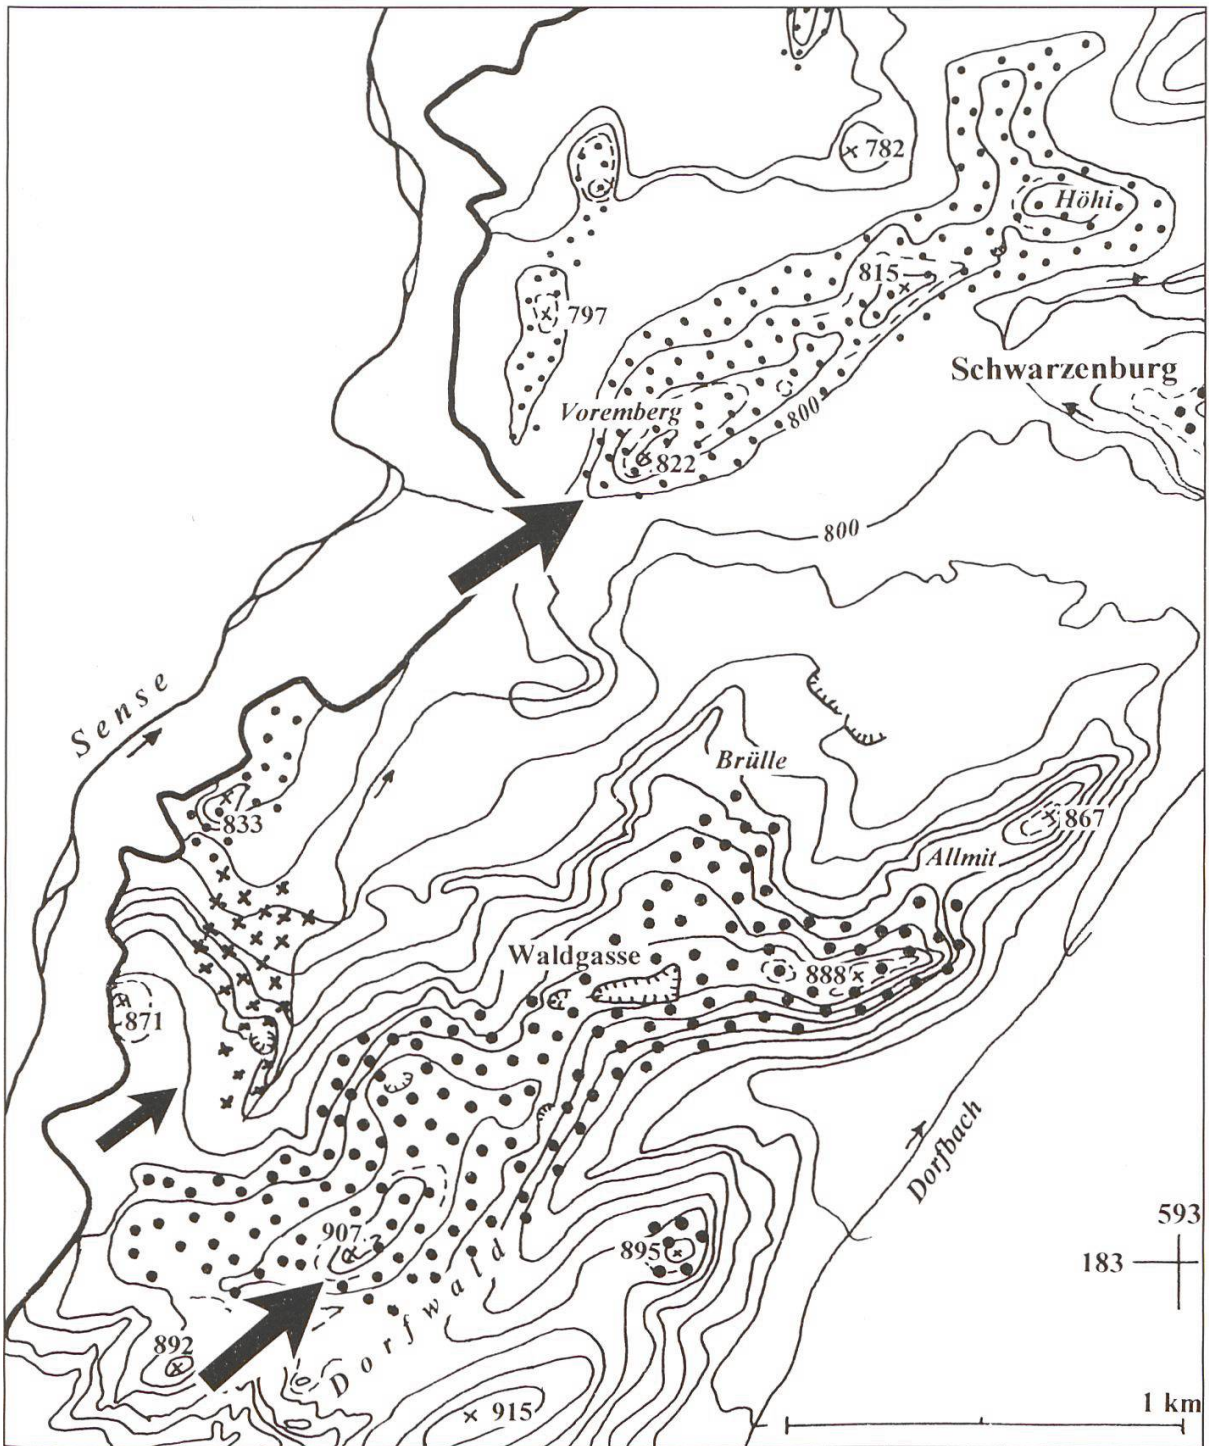 782
Höhi
815
797
Schwarzenburg
Voremberg
800
822
800
Sense
Brülle
833
867
Allmit
Waldgasse
888
871
Dorfbach
593
907
895
183
Dorfwald
892
915
1 km